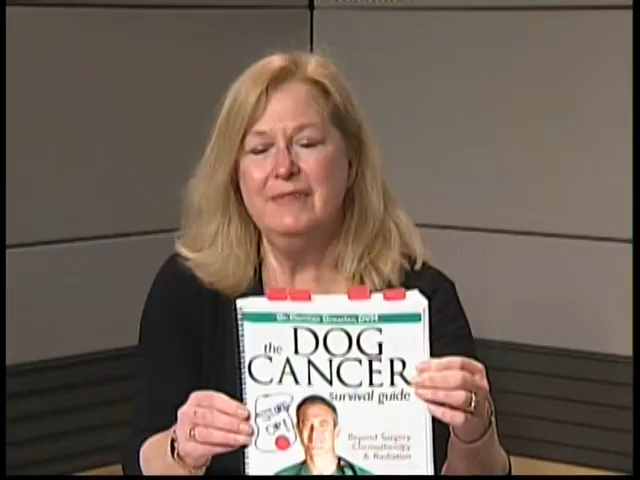 the DOG
CANCER
survival guide
Beyond Surgery
Chemotherapy
& Radiation